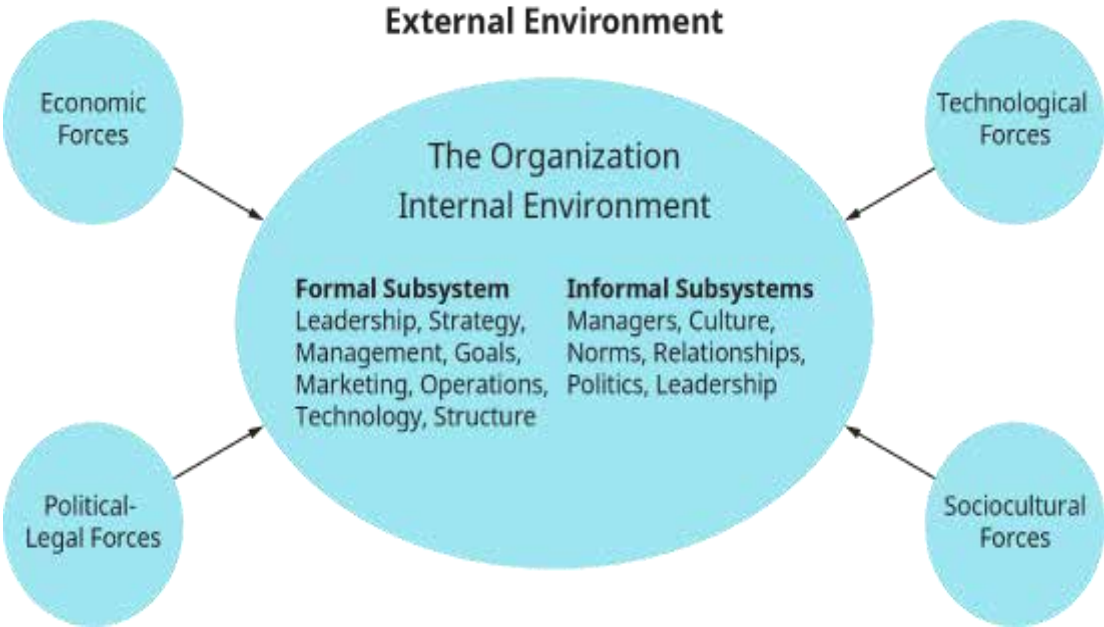 External Environment
Economic
Forces
Technological
Forces
The Organization
Internal Environment
Formal Subsystem
Leadership, Strategy,
Management, Goals,
Marketing, Operations,
Technology, Structure
Informal Subsystems
Managers, Culture,
Norms, Relationships,
Politics, Leadership
Political-
Legal Forces
Sociocultural
Forces